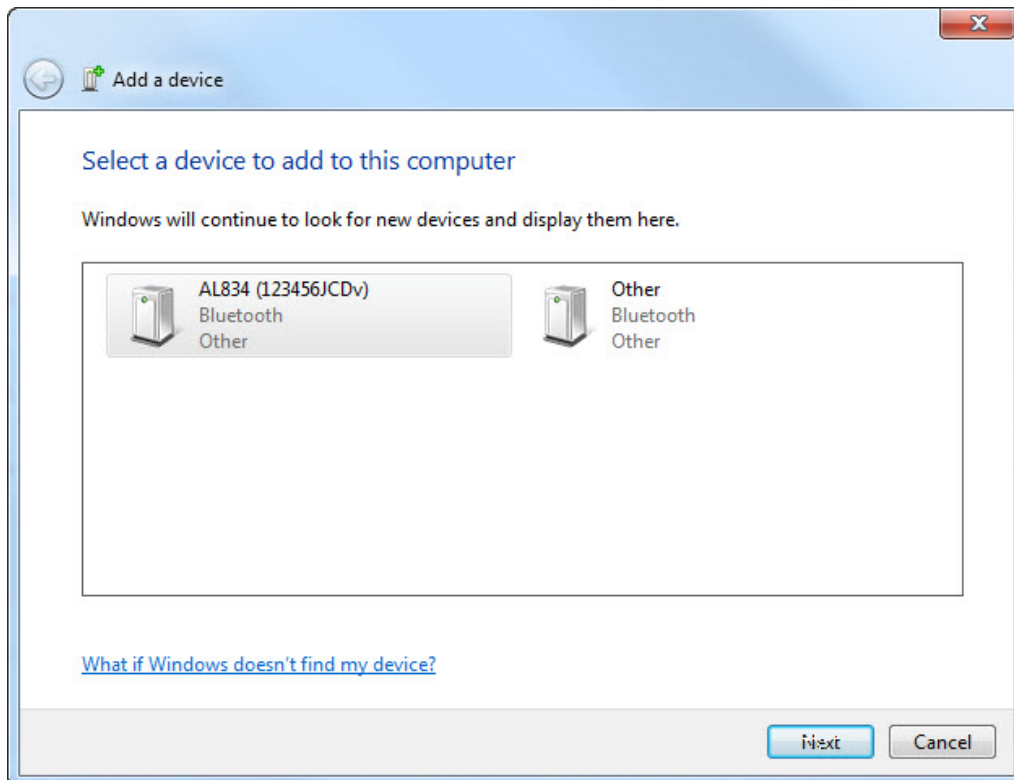 Add a device
Select a device to add to this computer
Windows will continue to look for new devices and display them here.
AL834 (123456JCDv)
Bluetooth
Other
Other
Bluetooth
Other
What if Windows doesn't find my device?
Next
Cancel